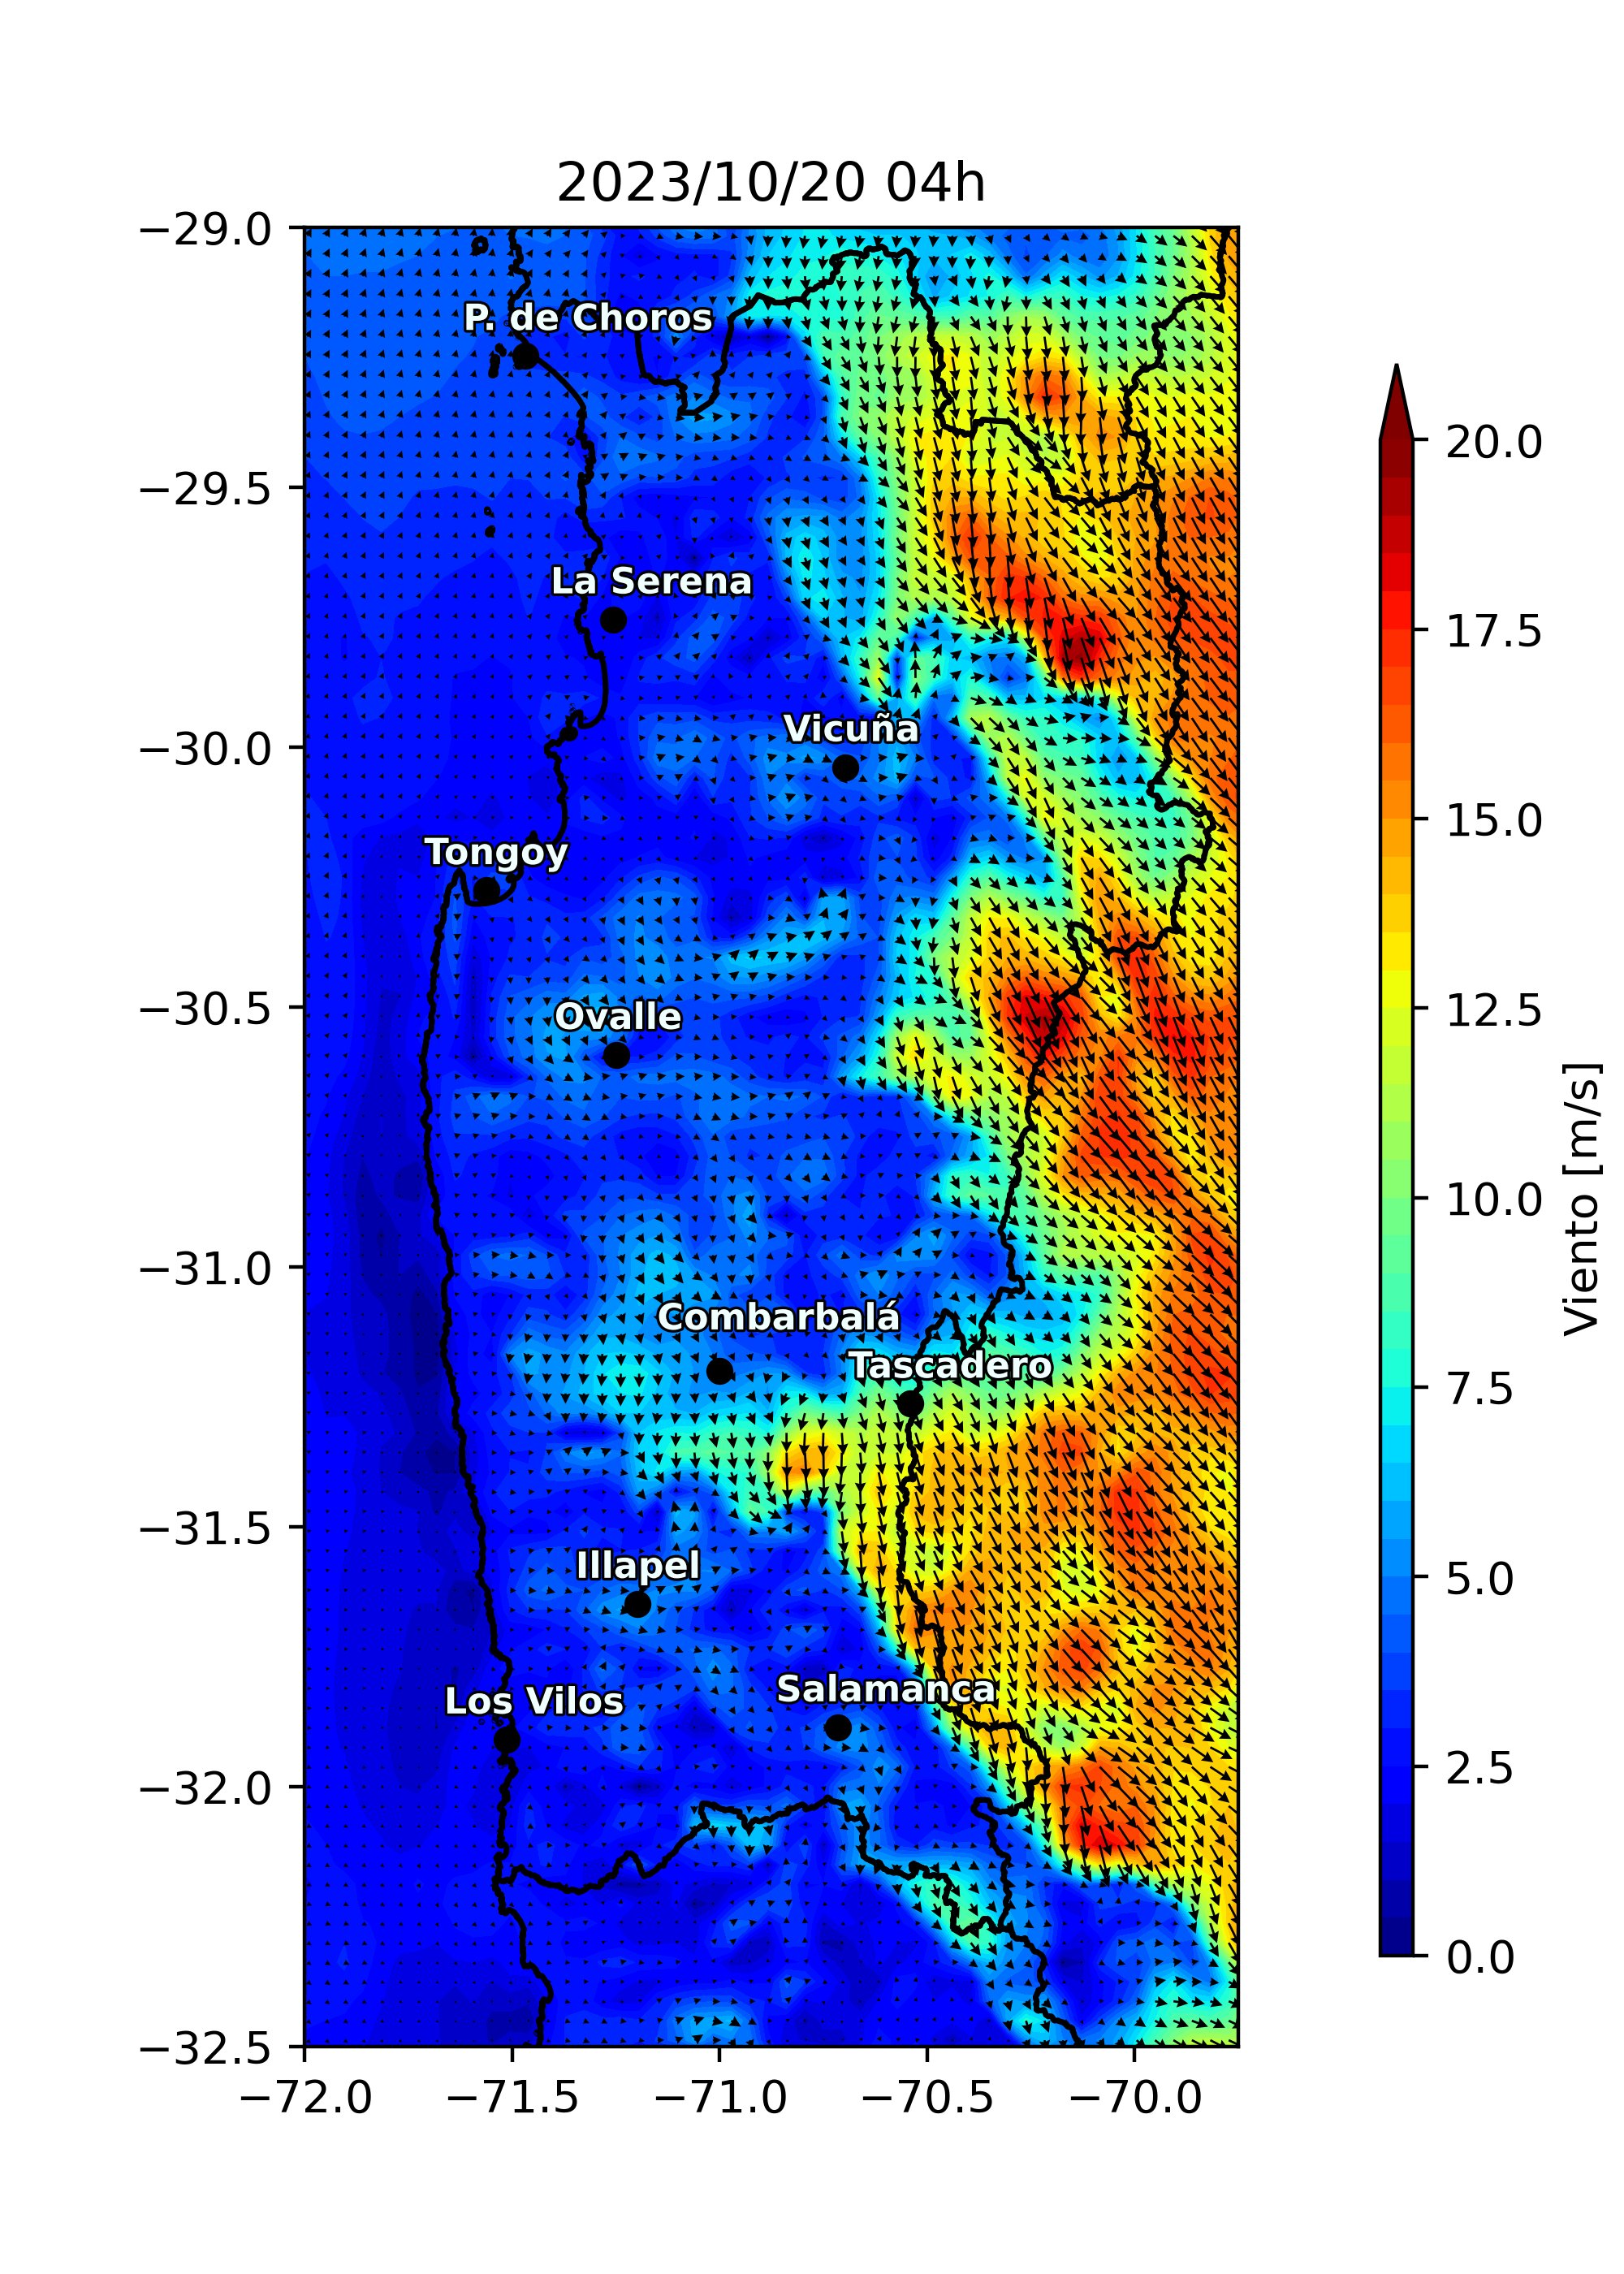 2023/10/20 04h
−29.0
−29.5
−30.0
−30.5
−31.0
−31.5
−32.0
−32.5
−72.0
−71.5
−71.0
−70.5
−70.0
P. de Choros
La Serena
Vicuña
Tongoy
Ovalle
Combarbalá
Tascadero
Illapel
Salamanca
Los Vilos
20.0
17.5
15.0
12.5
10.0
7.5
5.0
2.5
0.0
Viento [m/s]